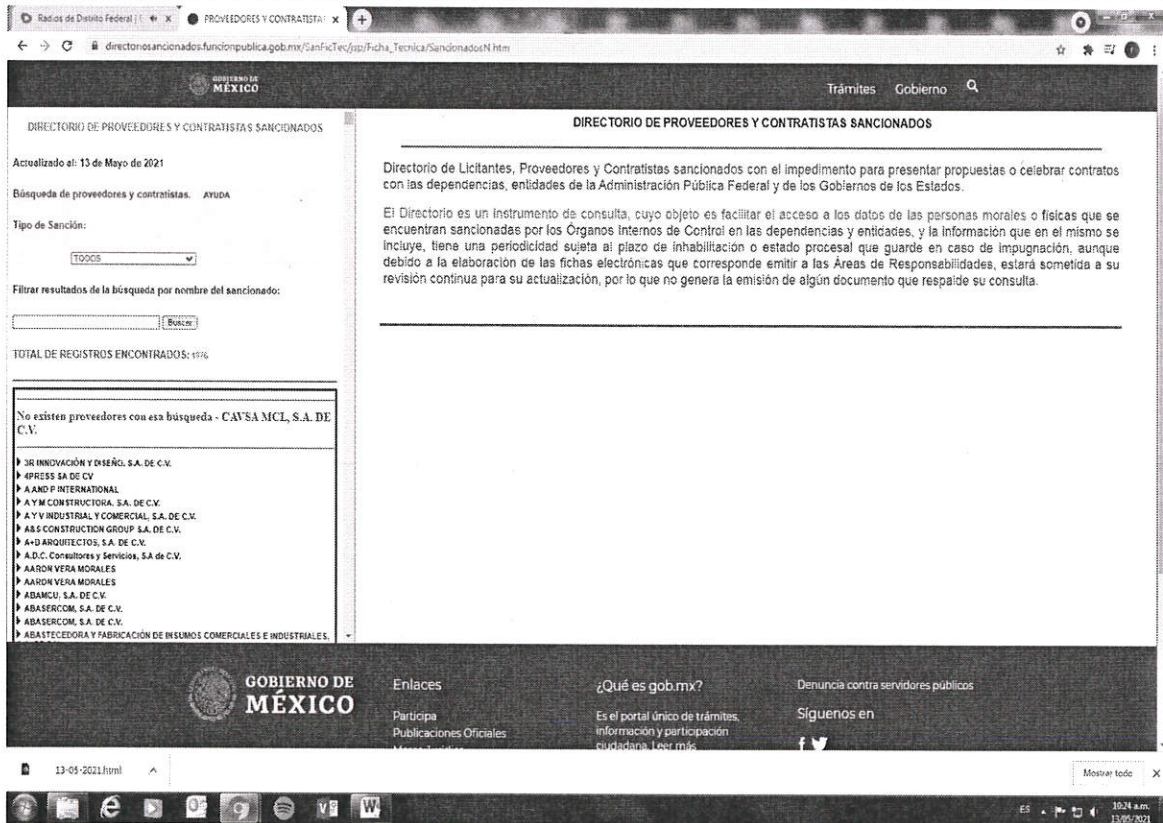 Radios de Distrito Federal |
PROVEEDORES Y CONTRATISTA
directoriosancionados.funcionpublica.gob.mx/SanFicTec/jsp/Ficha_Tecnica/SancionadosN.htm
GOBIERNO DE
MÉXICO
Trámites Gobierno
DIRECTORIO DE PROVEEDORES Y CONTRATISTAS SANCIONADOS
Actualizado al: 13 de Mayo de 2021
Búsqueda de proveedores y contratistas. AYUDA
Tipo de Sanción:
TODOS
Filtrar resultados de la búsqueda por nombre del sancionado:
Buscar
TOTAL DE REGISTROS ENCONTRADOS:
No existen proveedores con esa búsqueda - CAVSA MCL, S.A. DE
C.V.
3R INNOVACIÓN Y DISEÑO, S.A. DE C.V.
4PRESS SA DE CV
A AND P INTERNATIONAL
A Y M CONSTRUCTORA, S.A. DE C.V.
A Y V INDUSTRIAL Y COMERCIAL, S.A. DE C.V.
A&S CONSTRUCTION GROUP S.A. DE C.V.
A+D ARQUITECTOS, S.A. DE C.V.
A.D.C. Consultores y Servicios, S.A de C.V.
AARON VERA MORALES
AARON VERA MORALES
ABAMCU, S.A. DE C.V.
ABASERCOM, S.A. DE C.V.
ABASERCOM, S.A. DE C.V.
ABASTECEDORA Y FABRICACIÓN DE INSUMOS COMERCIALES E INDUSTRIALES,
DIRECTORIO DE PROVEEDORES Y CONTRATISTAS SANCIONADOS
Directorio de Licitantes, Proveedores y Contratistas sancionados con el impedimento para presentar propuestas o celebrar contratos
con las dependencias, entidades de la Administración Pública Federal y de los Gobiernos de los Estados.
El Directorio es un instrumento de consulta, cuyo objeto es facilitar el acceso a los datos de las personas morales o físicas que se
encuentran sancionadas por los Órganos Internos de Control en las dependencias y entidades, y la información que en el mismo se
incluye, tiene una periodicidad sujeta al plazo de inhabilitación o estado procesal que guarde en caso de impugnación, aunque
debido a la elaboración de las fichas electrónicas que corresponde emitir a las Áreas de Responsabilidades, estará sometida a su
revisión continua para su actualización, por lo que no genera la emisión de algún documento que respalde su consulta.
GOBIERNO DE
MÉXICO
Enlaces
Participa
Publicaciones Oficiales
¿Qué es gob.mx?
Es el portal único de trámites,
información y participación
ciudadana. Leer más
Denuncia contra servidores públicos
Síguenos en
13-05-2021.html
Mostrar todo
ES
10:24 a.m.
13/05/2021